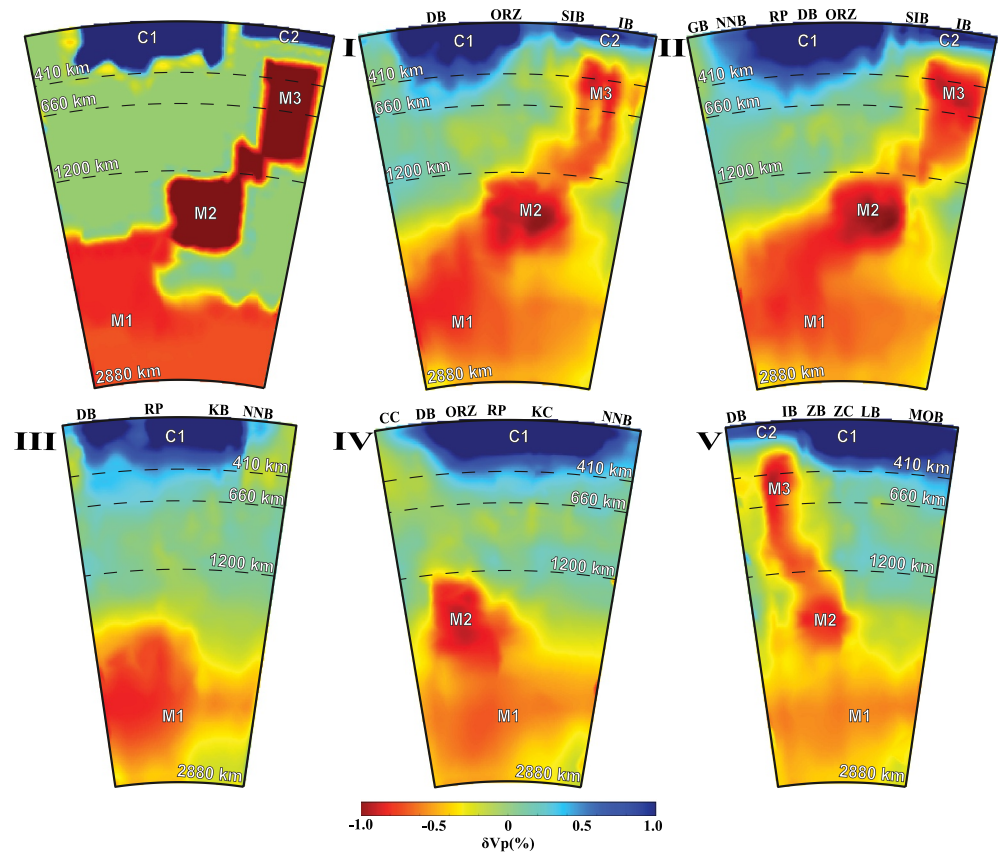 C1 C2
410 km
660 km
M3
1200 km
M2
M1
2880 km
I DB ORZ SIB IB
C1 C2
410 km
660 km
M3
1200 km
M2
M1
2880 km
II GB NNB RP DB ORZ SIB IB
C1 C2
410 km
660 km
M3
1200 km
M2
M1
2880 km
III DB RP KB NNB
C1
410 km
660 km
1200 km
M1
2880 km
IV CC DB ORZ RP KC NNB
C1
410 km
660 km
1200 km
M2
M1
2880 km
V DB IB ZB ZC LB MOB
C2 C1
410 km
M3
660 km
1200 km
M2
M1
2880 km
-1.0 -0.5 0 0.5 1.0
δVp(%)